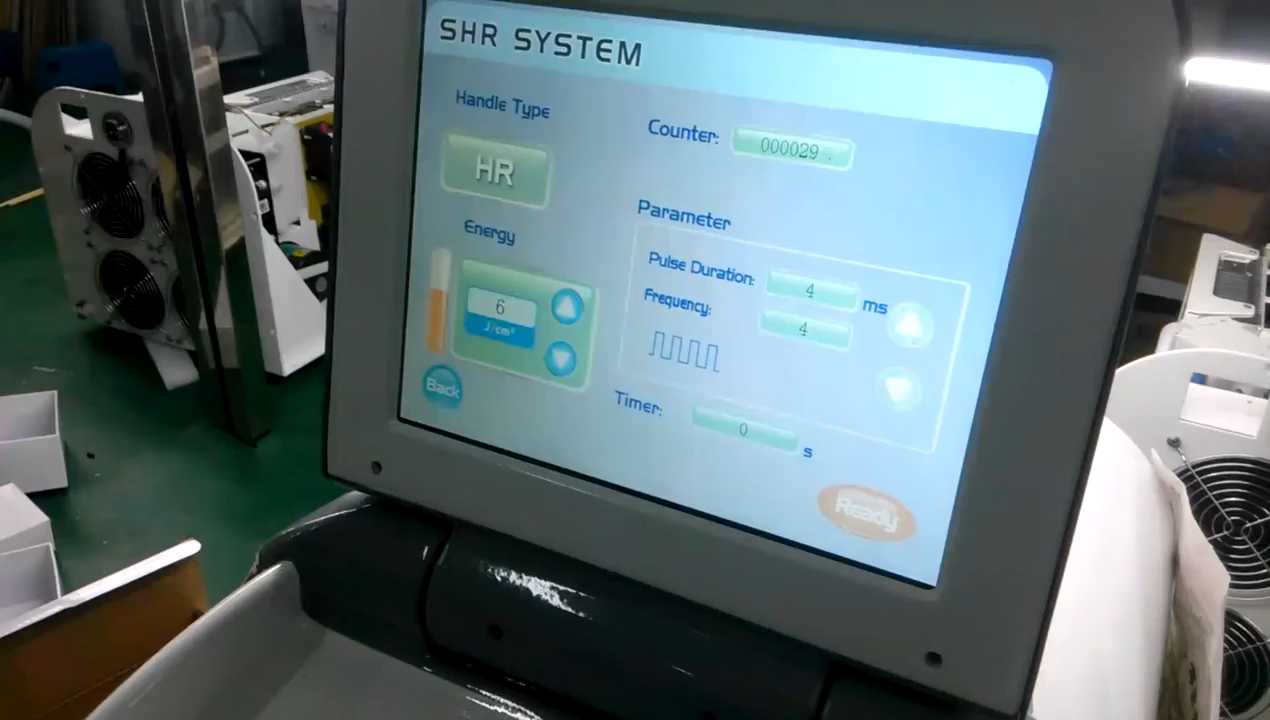 SHR SYSTEM
Handle Type
HR
Counter: 000029
Energy
6
J/cm²
Back
Parameter
Pulse Duration: 4 ms
Frequency: 4
Timer: 0 s
Ready